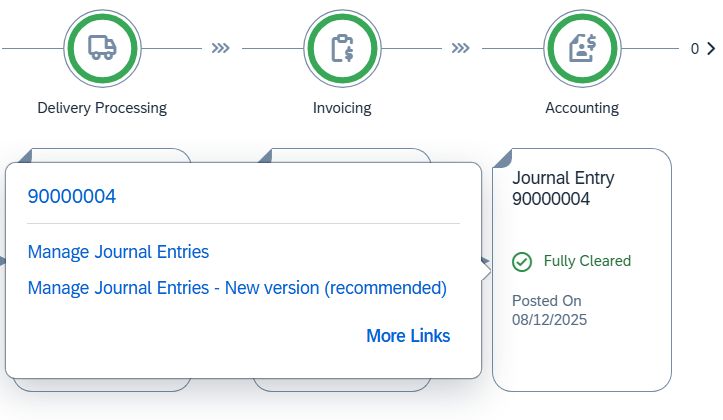 Delivery Processing
Invoicing
Accounting
0
90000004
Manage Journal Entries
Manage Journal Entries - New version (recommended)
More Links
Journal Entry
90000004
Fully Cleared
Posted On
08/12/2025